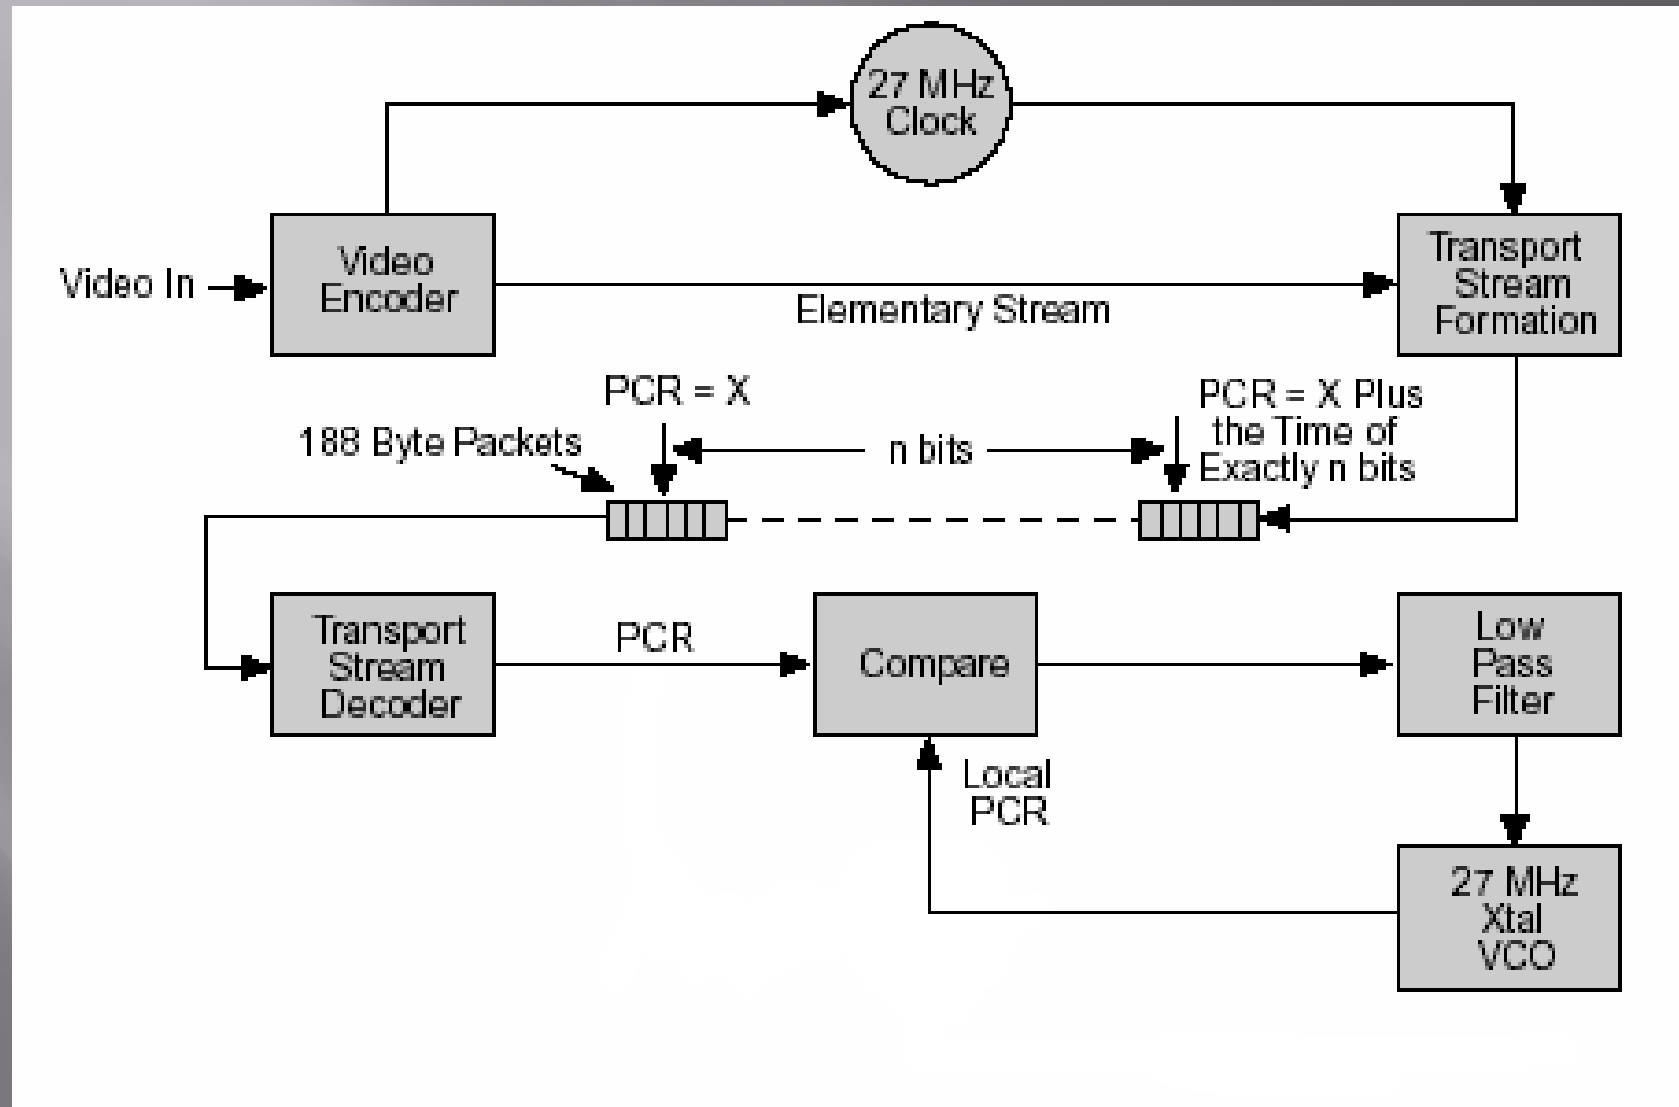 27 MHz
Clock
Video In
Video
Encoder
Elementary Stream
Transport
Stream
Formation
PCR = X
188 Byte Packets
n bits
PCR = X Plus
the Time of
Exactly n bits
Transport
Stream
Decoder
PCR
Compare
Low
Pass
Filter
Local
PCR
27 MHz
Xtal
VCO